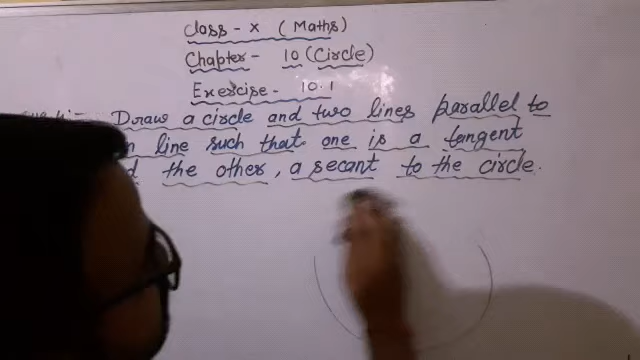 Class - X ( Maths )
Chapter - 10 ( Circle )
Exercise - 10.1
Draw a circle and two lines parallel to
line such that one is a tangent
the other, a secant to the circle.